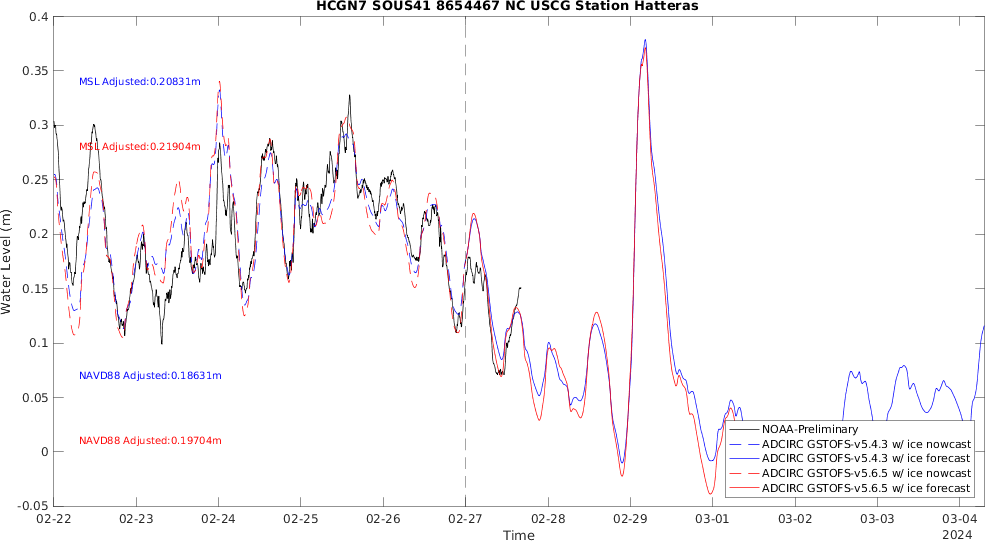 HCGN7 SOUS41 8654467 NC USCG Station Hatteras
0.4
0.35
MSL Adjusted:0.20831m
0.3
MSL Adjusted:0.21904m
0.25
0.2
0.15
0.1
NAVD88 Adjusted:0.18631m
0.05
NAVD88 Adjusted:0.19704m
0
-0.05
Water Level (m)
NOAA-Preliminary
ADCIRC GSTOFS-v5.4.3 w/ ice nowcast
ADCIRC GSTOFS-v5.4.3 w/ ice forecast
ADCIRC GSTOFS-v5.6.5 w/ ice nowcast
ADCIRC GSTOFS-v5.6.5 w/ ice forecast
02-22 02-23 02-24 02-25 02-26 02-27 02-28 02-29 03-01 03-02 03-03 03-04
Time
2024